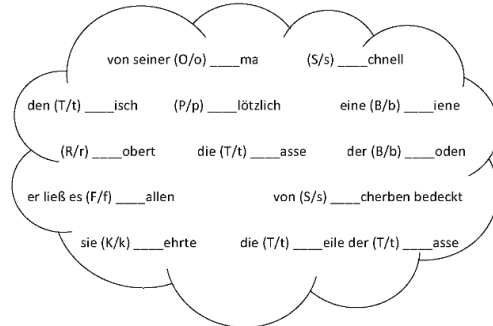 von seiner (O/o) ____ma (S/s) ____chnell
den (T/t) ____isch (P/p) ____lötzlich eine (B/b) ____iene
(R/r) ____obert die (T/t) ____asse der (B/b) ____oden
er ließ es (F/f) ____allen von (S/s) ____cherben bedeckt
sie (K/k) ____ehrte die (T/t) ____eile der (T/t) ____asse